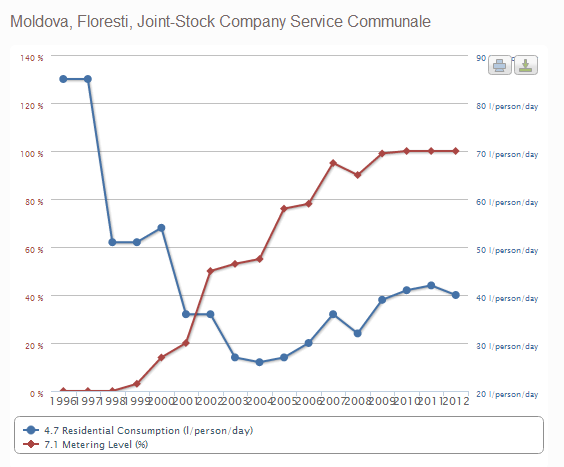 Moldova, Floresti, Joint-Stock Company Service Communale
140 %
120 %
100 %
80 %
60 %
40 %
20 %
0 %
90
80 l/person/day
70 l/person/day
60 l/person/day
50 l/person/day
40 l/person/day
30 l/person/day
20 l/person/day
1996 1997 1998 1999 2000 2001 2002 2003 2004 2005 2006 2007 2008 2009 2010 2011 2012
4.7 Residential Consumption (l/person/day)
7.1 Metering Level (%)